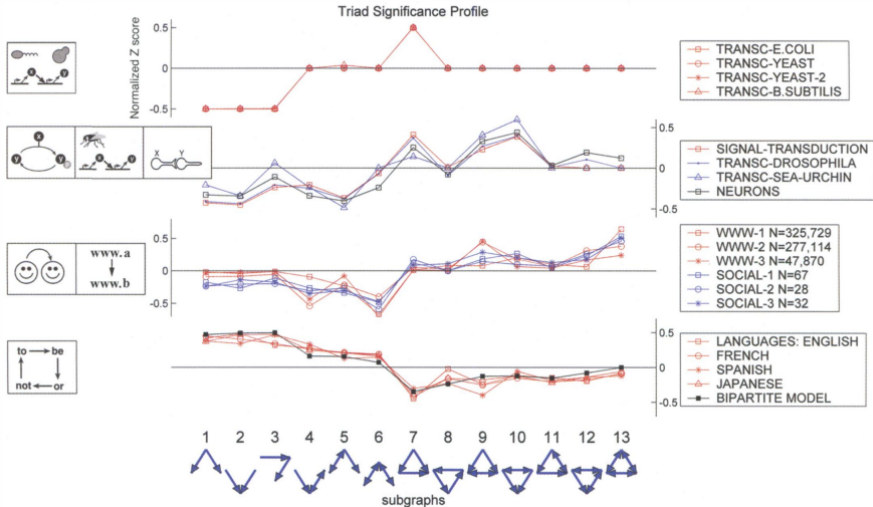 Triad Significance Profile
Normalized Z score
0.5
0
-0.5
Y
Y
TRANSC-E.COLI
TRANSC-YEAST
TRANSC-YEAST-2
TRANSC-B.SUBTILIS
X
Y
Y
X Y
0.5
0
-0.5
SIGNAL-TRANSDUCTION
TRANSC-DROSOPHILA
TRANSC-SEA-URCHIN
NEURONS
www.a
www.b
0.5
0
-0.5
WWW-1 N=325,729
WWW-2 N=277,114
WWW-3 N=47,870
SOCIAL-1 N=67
SOCIAL-2 N=28
SOCIAL-3 N=32
to be
not or
0.5
0
-0.5
LANGUAGES: ENGLISH
FRENCH
SPANISH
JAPANESE
BIPARTITE MODEL
1 2 3 4 5 6 7 8 9 10 11 12 13
subgraphs